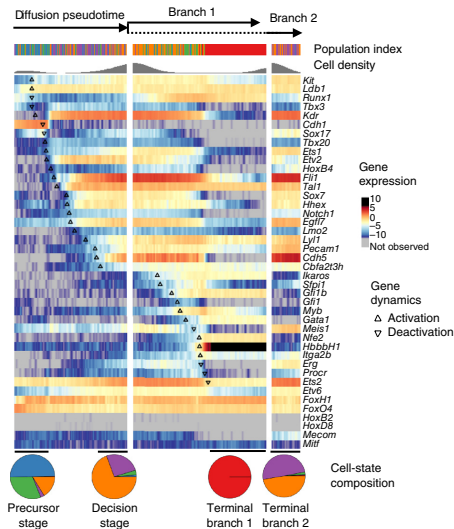 Diffusion pseudotime
Branch 1
Branch 2
Population index
Cell density
Kit
Ldb1
Runx1
Tbx3
Kdr
Cdh1
Sox17
Tbx20
Ets1
Etv2
HoxB4
Fli1
Tal1
Sox7
Hhex
Notch1
Egfl7
Lmo2
Lyl1
Pecam1
Cdh5
Cbfa2t3h
Ikaros
Sfpi1
Gfi1b
Gfi1
Myb
Gata1
Meis1
Nfe2
HbbbH1
Itga2b
Erg
Procr
Ets2
Etv6
FoxH1
FoxO4
HoxB2
HoxD8
Mecom
Mitf
Gene
expression
10
5
0
−5
−10
Not observed
Gene
dynamics
Activation
Deactivation
Cell-state
composition
Precursor
stage
Decision
stage
Terminal
branch 1
Terminal
branch 2